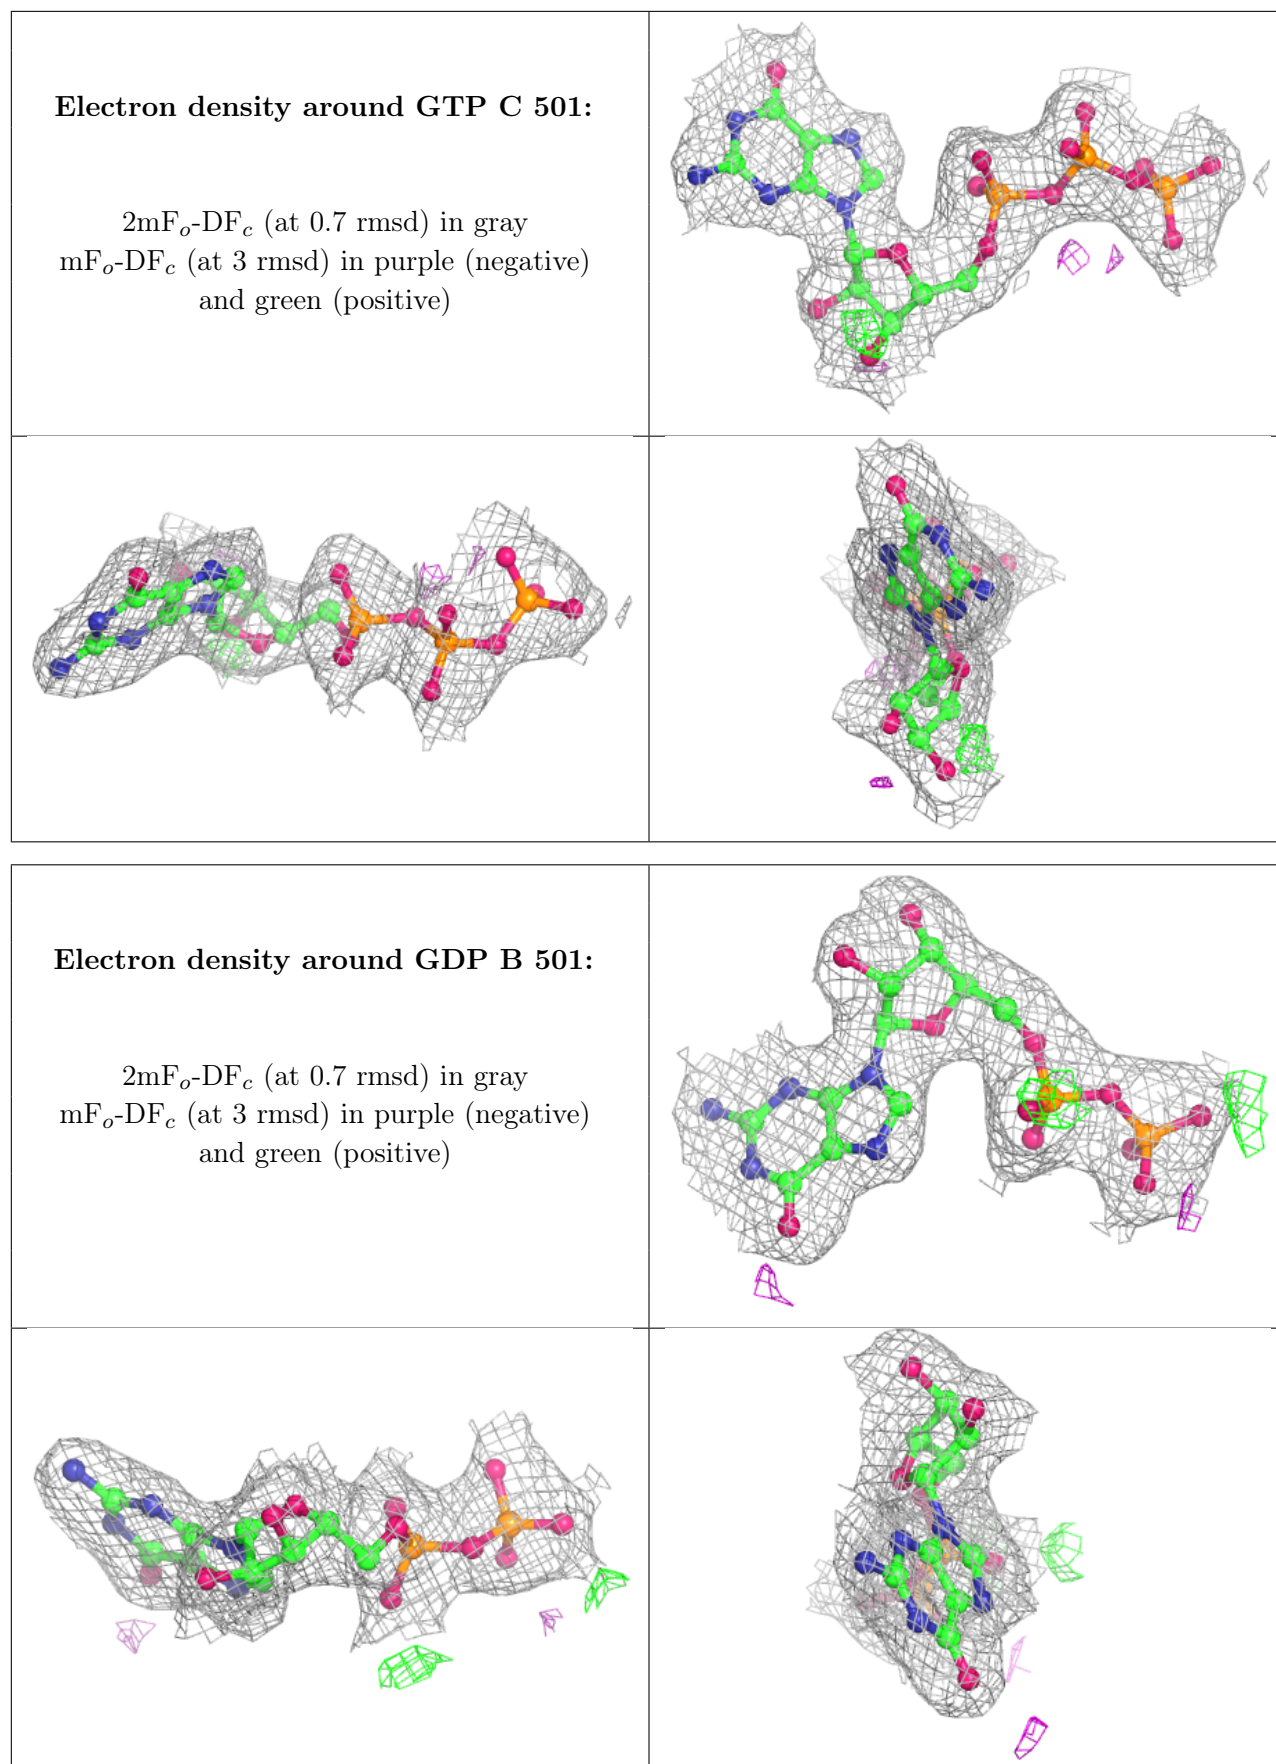 Electron density around GTP C 501:
2mFo-DFc (at 0.7 rmsd) in gray
mFo-DFc (at 3 rmsd) in purple (negative)
and green (positive)
Electron density around GDP B 501:
2mFo-DFc (at 0.7 rmsd) in gray
mFo-DFc (at 3 rmsd) in purple (negative)
and green (positive)